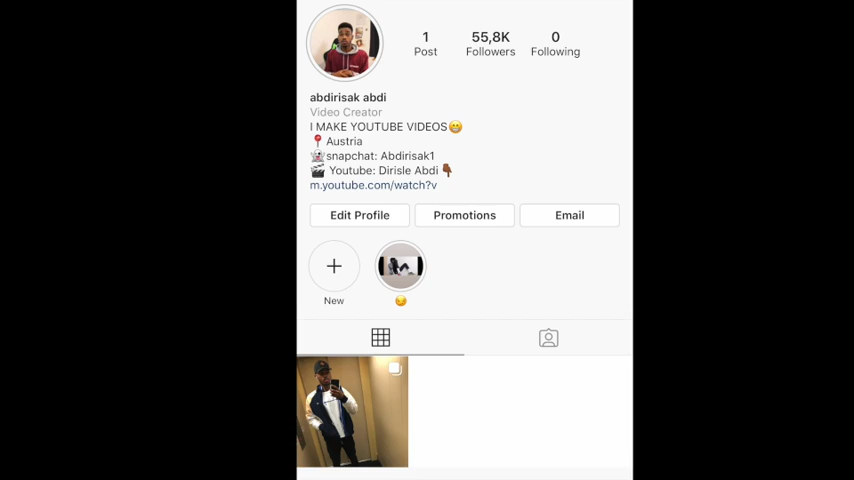 1 55,8K 0
Post Followers Following
abdirisak abdi
Video Creator
I MAKE YOUTUBE VIDEOS😁
📍 Austria
👻snapchat: Abdirisak1
🎬 Youtube: Dirisle Abdi👇🏾
m.youtube.com/watch?v
Edit Profile Promotions Email
New 😏